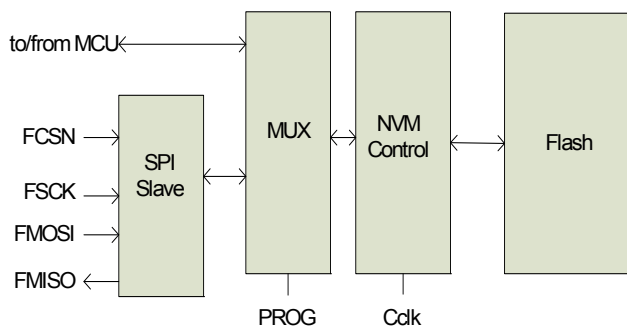 to/from MCU
FCSN
FSCK
FMOSI
FMISO
SPI
Slave
MUX
NVM
Control
Flash
PROG
Cclk